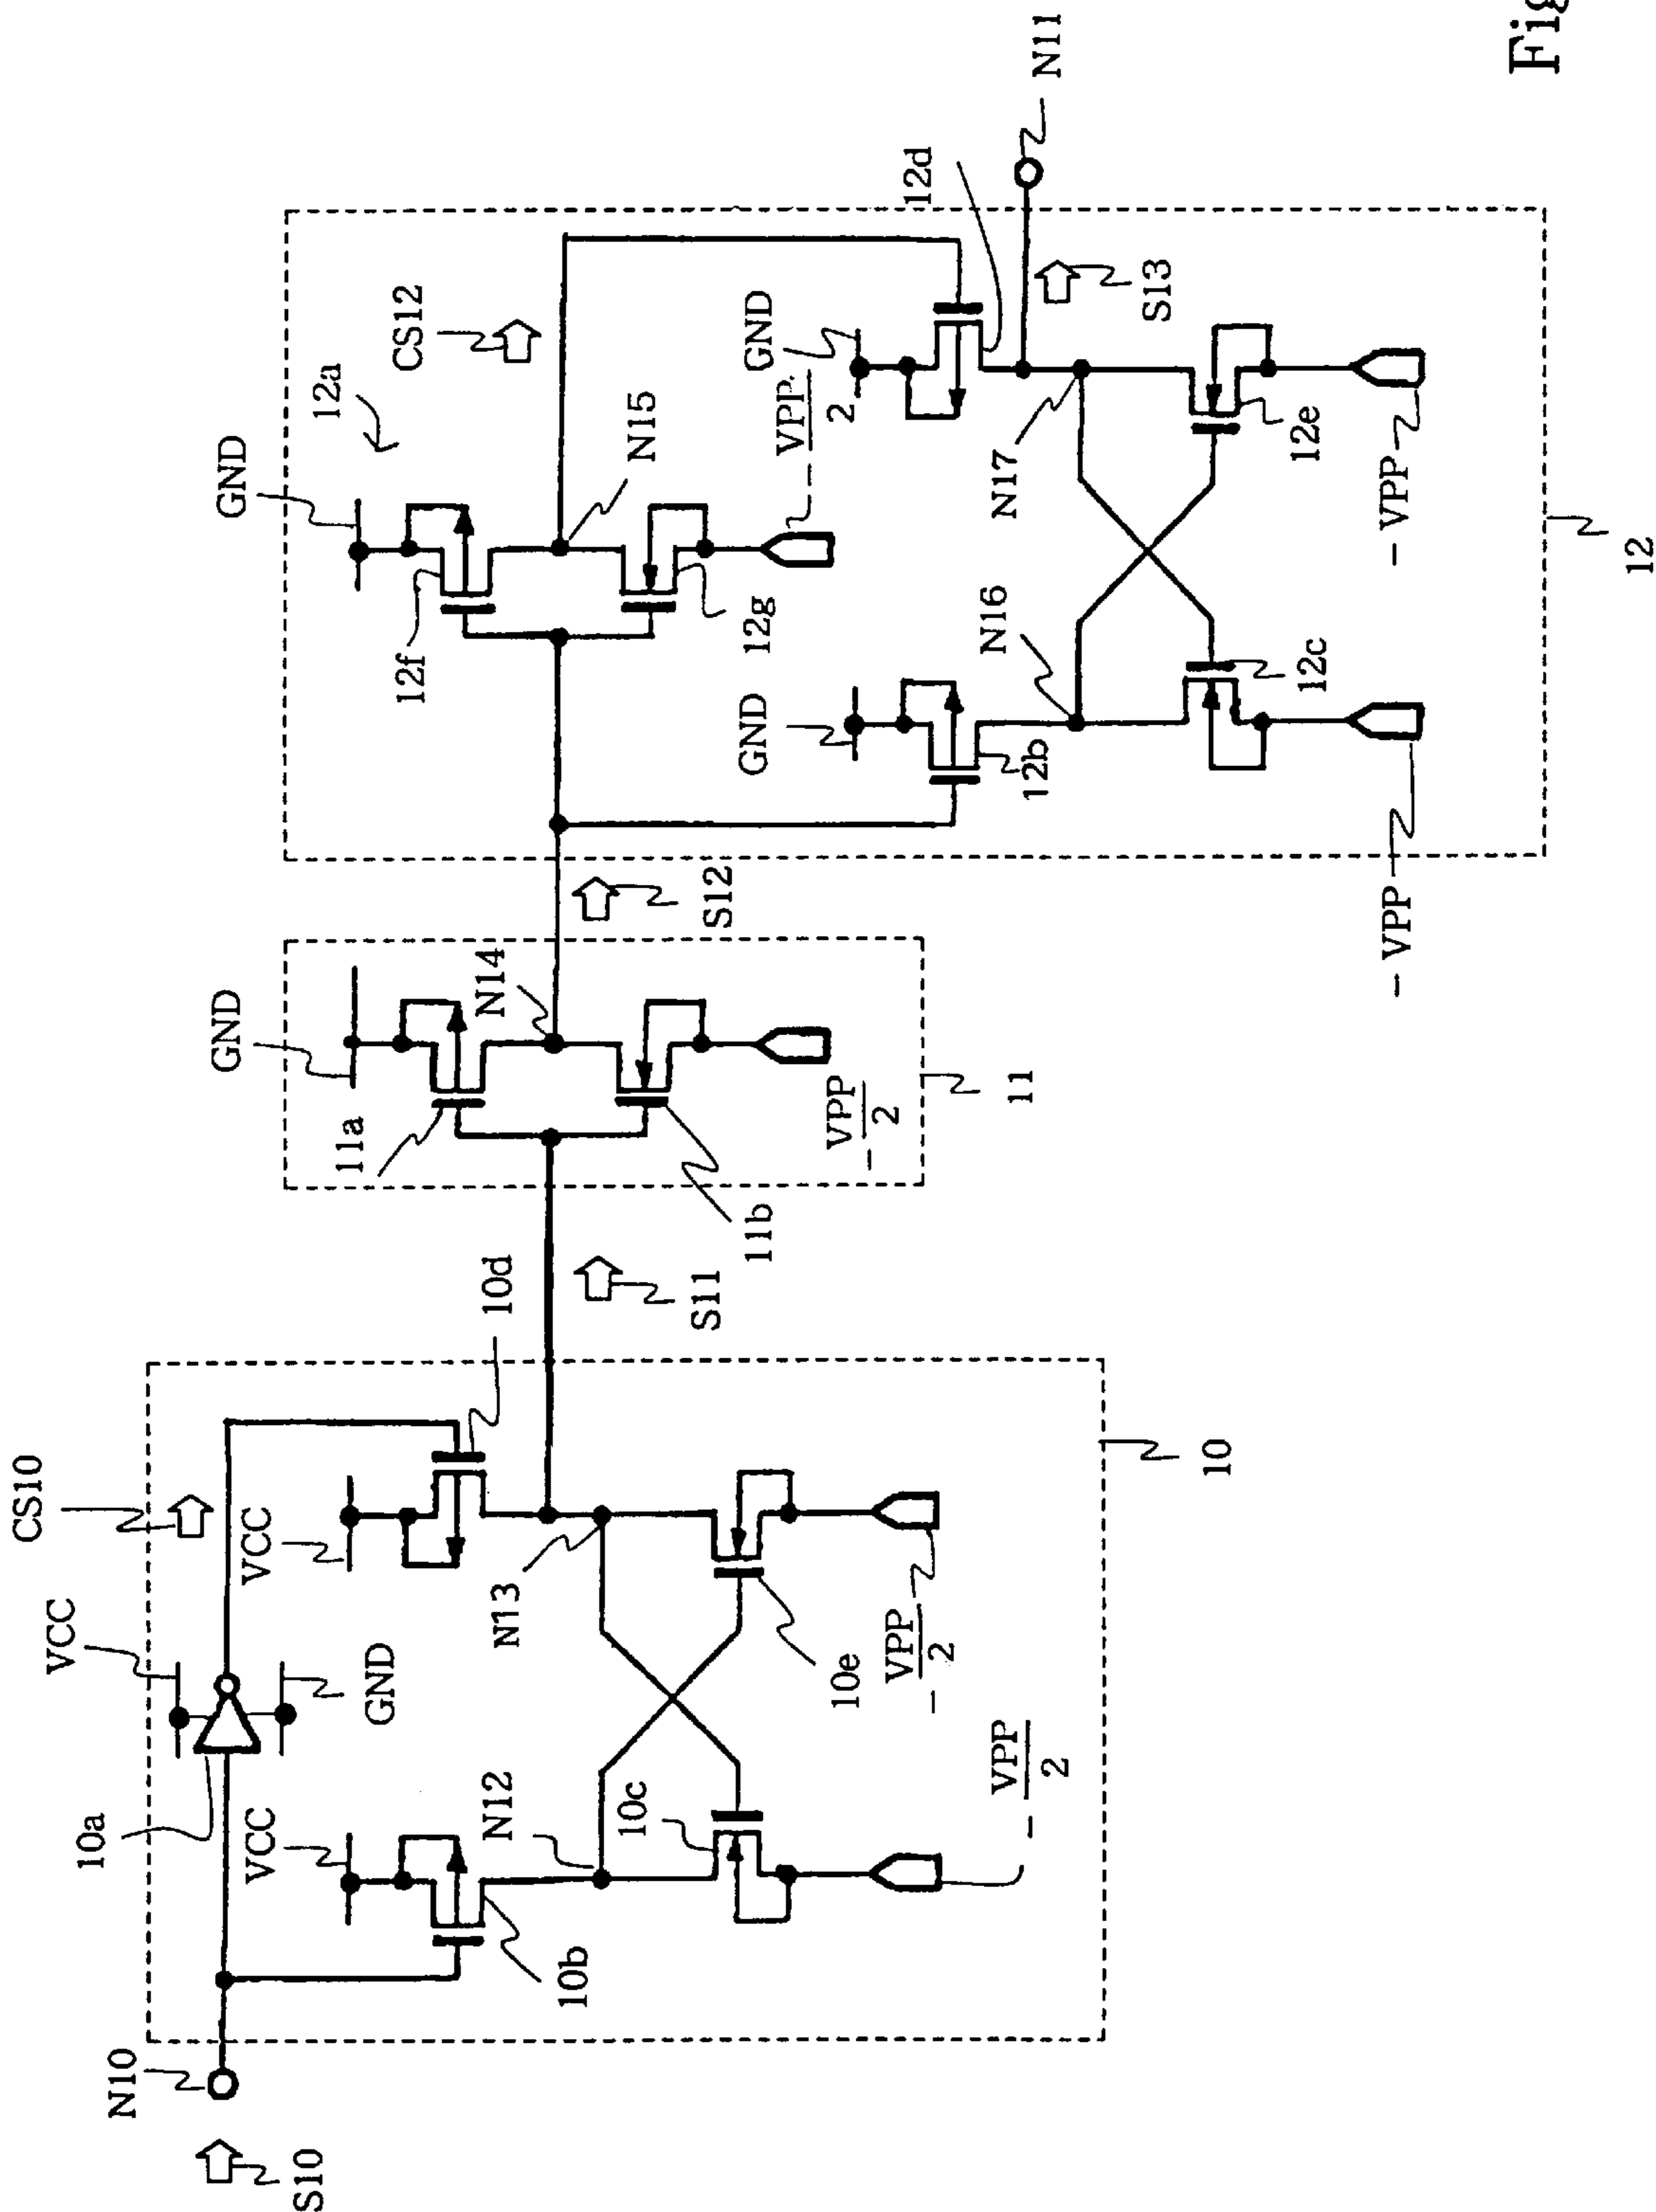 Fig
S10
N10
10a
VCC
GND
CS10
VCC
10b
N12
10c
- VPP
2
VCC
10d
N13
10e
- VPP
2
10
S11
GND
11a
N14
11b
- VPP
2
11
S12
12a
GND
12f
N15
12g
- VPP
2
CS12
GND
12b
N16
12c
- VPP
GND
12d
N17
12e
- VPP
S13
N11
12